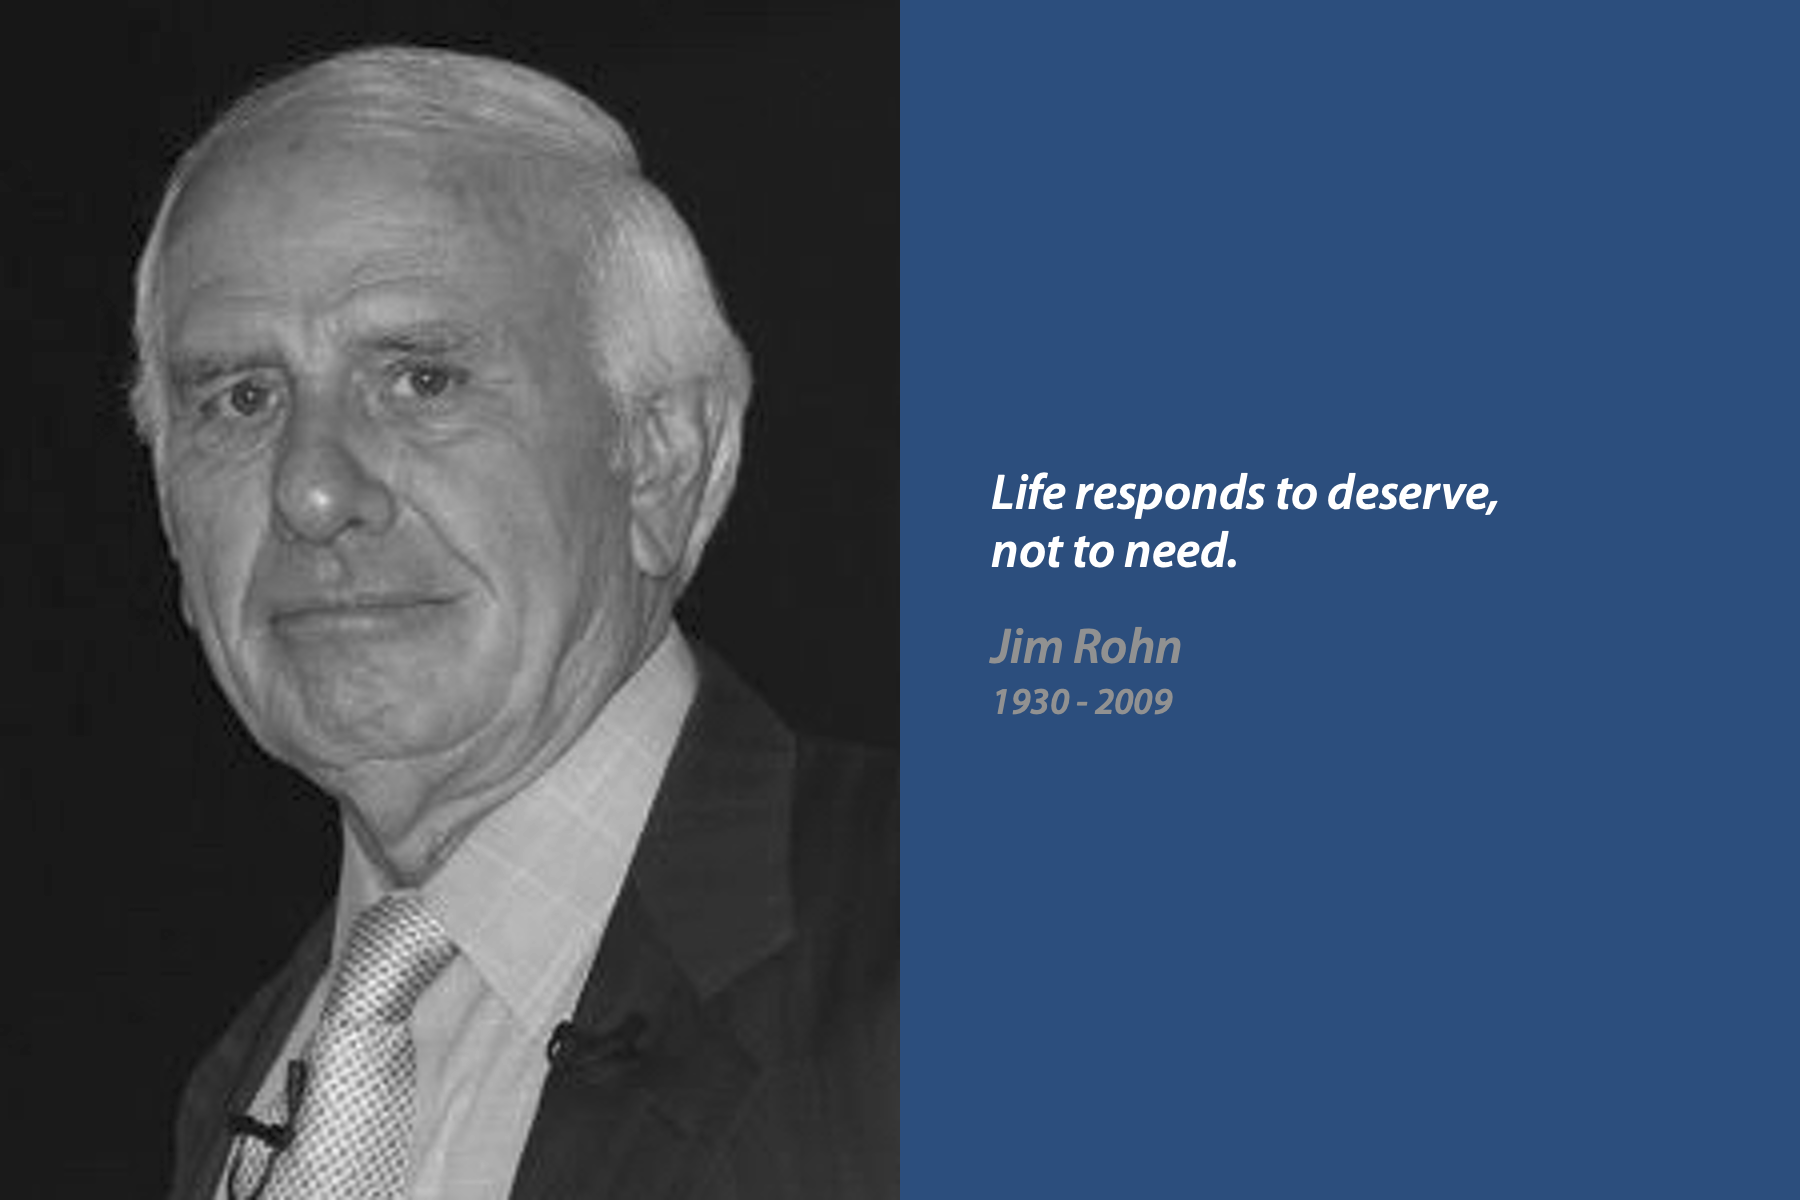 Life responds to deserve,
not to need.
Jim Rohn
1930 - 2009